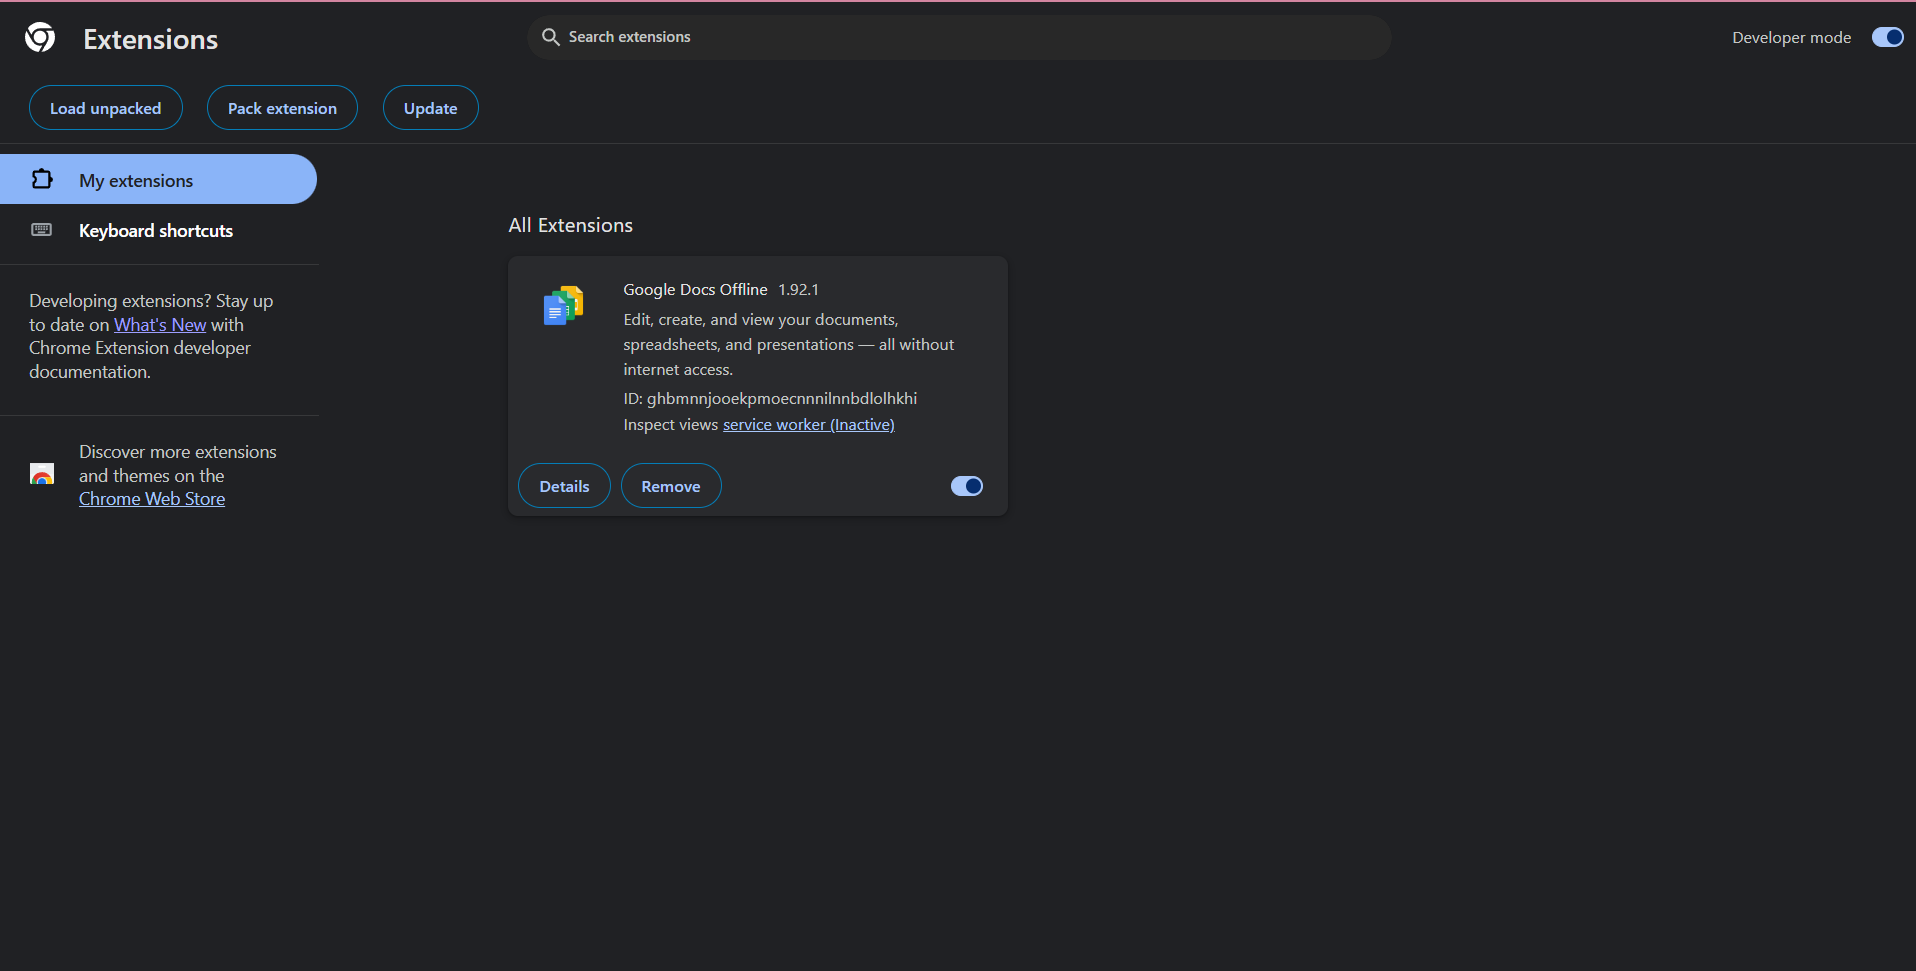 Extensions
Search extensions
Developer mode
Load unpacked
Pack extension
Update
My extensions
Keyboard shortcuts
Developing extensions? Stay up
to date on What's New with
Chrome Extension developer
documentation.
Discover more extensions
and themes on the
Chrome Web Store
All Extensions
Google Docs Offline 1.92.1
Edit, create, and view your documents,
spreadsheets, and presentations — all without
internet access.
ID: ghbmnnjooekpmoecnnnilnnbdlolhkhi
Inspect views service worker (Inactive)
Details
Remove